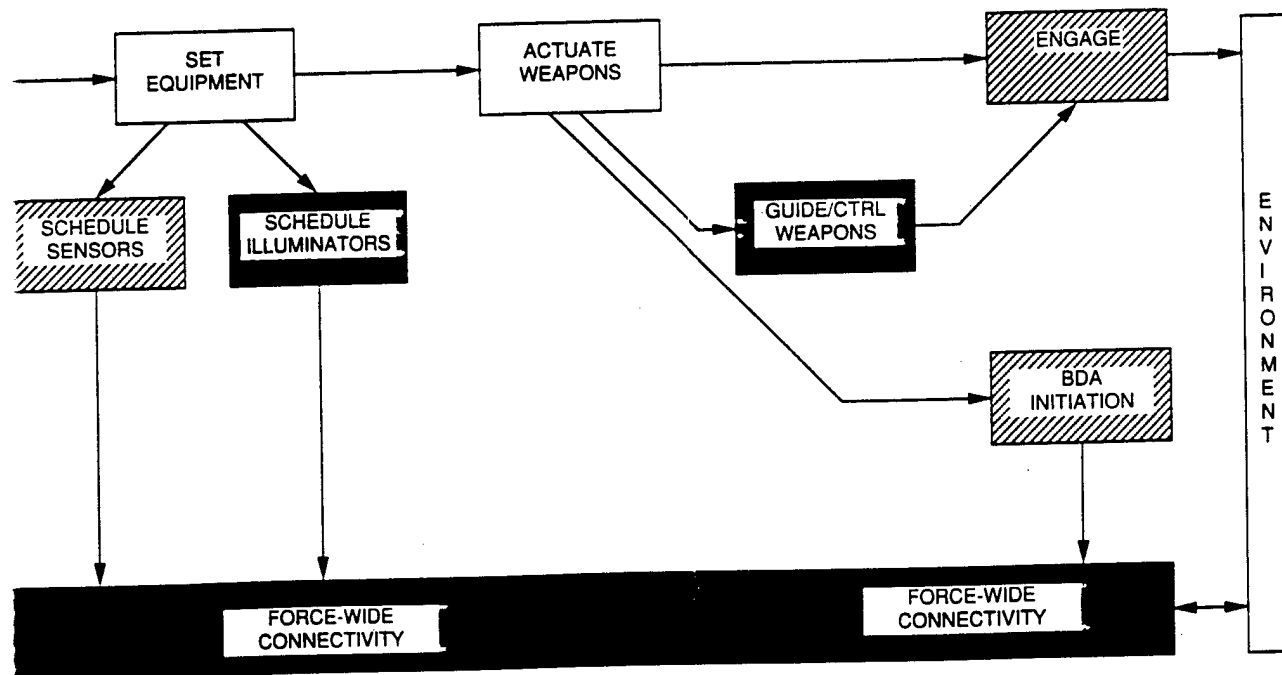 SET
EQUIPMENT
ACTUATE
WEAPONS
ENGAGE
SCHEDULE
SENSORS
SCHEDULE
ILLUMINATORS
GUIDE/CTRL
WEAPONS
BDA
INITIATION
FORCE-WIDE
CONNECTIVITY
FORCE-WIDE
CONNECTIVITY
ENVIRONMENT